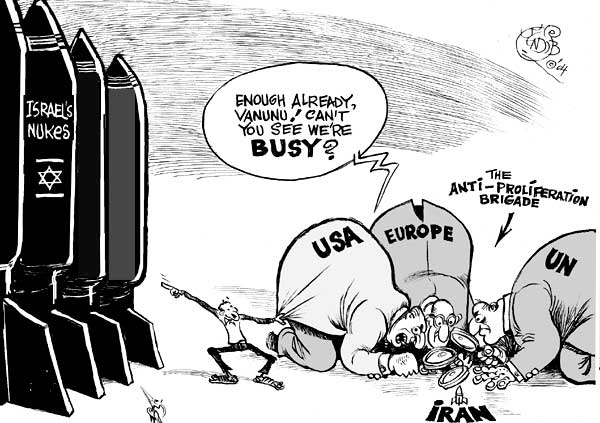 ISRAEL'S
NUKES
ENOUGH ALREADY,
VANUNU! CAN'T
YOU SEE WE'RE
BUSY?
THE
ANTI-PROLIFERATION
BRIGADE
USA
EUROPE
UN
IRAN
©'04